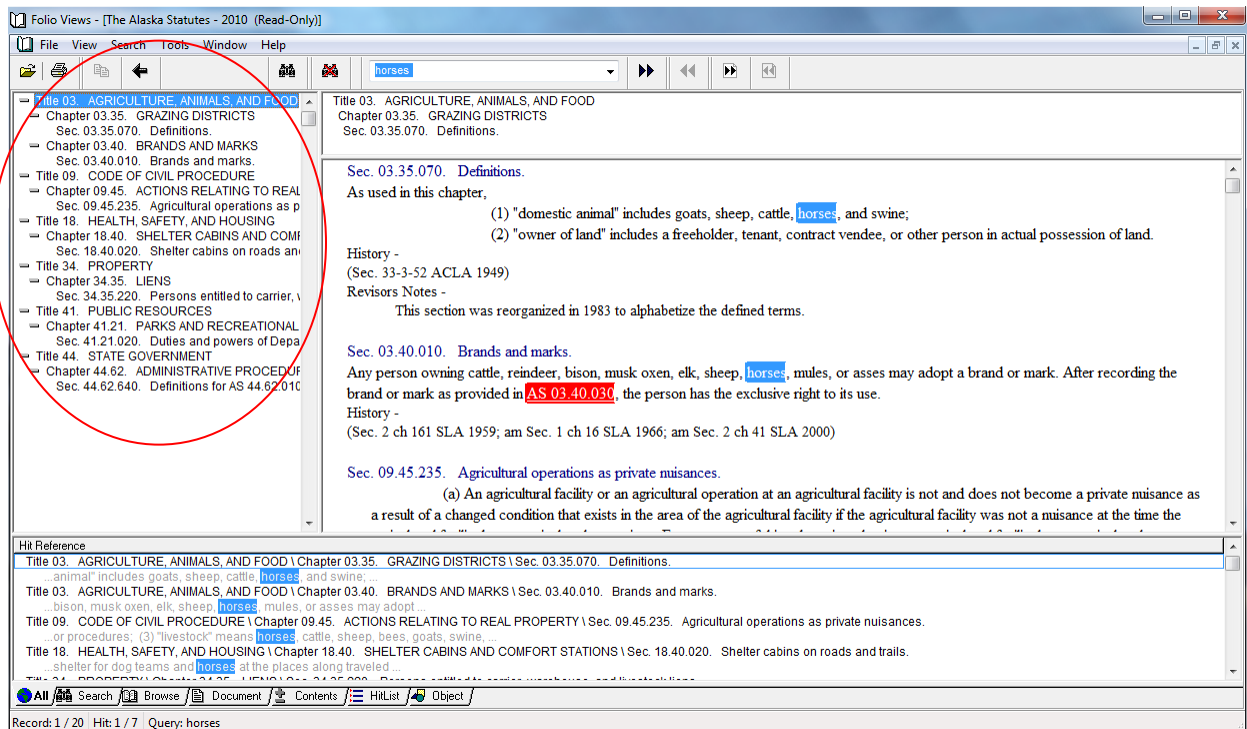 Folio Views - [The Alaska Statutes - 2010 (Read-Only)]
File View Search Tools Window Help
horses
Title 03. AGRICULTURE, ANIMALS, AND FOOD
Chapter 03.35. GRAZING DISTRICTS
Sec. 03.35.070. Definitions.
Chapter 03.40. BRANDS AND MARKS
Sec. 03.40.010. Brands and marks.
Title 09. CODE OF CIVIL PROCEDURE
Chapter 09.45. ACTIONS RELATING TO REAL
Sec. 09.45.235. Agricultural operations as p
Title 18. HEALTH, SAFETY, AND HOUSING
Chapter 18.40. SHELTER CABINS AND COMF
Sec. 18.40.020. Shelter cabins on roads an
Title 34. PROPERTY
Chapter 34.35. LIENS
Sec. 34.35.220. Persons entitled to carrier, w
Title 41. PUBLIC RESOURCES
Chapter 41.21. PARKS AND RECREATIONAL
Sec. 41.21.020. Duties and powers of Depa
Title 44. STATE GOVERNMENT
Chapter 44.62. ADMINISTRATIVE PROCEDUR
Sec. 44.62.640. Definitions for AS 44.62.010
Title 03. AGRICULTURE, ANIMALS, AND FOOD
Chapter 03.35. GRAZING DISTRICTS
Sec. 03.35.070. Definitions.
Sec. 03.35.070. Definitions.
As used in this chapter,
(1) "domestic animal" includes goats, sheep, cattle, horses, and swine;
(2) "owner of land" includes a freeholder, tenant, contract vendee, or other person in actual possession of land.
History -
(Sec. 33-3-52 ACLA 1949)
Revisors Notes -
This section was reorganized in 1983 to alphabetize the defined terms.
Sec. 03.40.010. Brands and marks.
Any person owning cattle, reindeer, bison, musk oxen, elk, sheep, horses, mules, or asses may adopt a brand or mark. After recording the
brand or mark as provided in AS 03.40.030, the person has the exclusive right to its use.
History -
(Sec. 2 ch 161 SLA 1959; am Sec. 1 ch 16 SLA 1966; am Sec. 2 ch 41 SLA 2000)
Sec. 09.45.235. Agricultural operations as private nuisances.
(a) An agricultural facility or an agricultural operation at an agricultural facility is not and does not become a private nuisance as
a result of a changed condition that exists in the area of the agricultural facility if the agricultural facility was not a nuisance at the time the
Hit Reference
Title 03. AGRICULTURE, ANIMALS, AND FOOD \ Chapter 03.35. GRAZING DISTRICTS \ Sec. 03.35.070. Definitions.
...animal" includes goats, sheep, cattle, horses, and swine; ...
Title 03. AGRICULTURE, ANIMALS, AND FOOD \ Chapter 03.40. BRANDS AND MARKS \ Sec. 03.40.010. Brands and marks.
...bison, musk oxen, elk, sheep, horses, mules, or asses may adopt ...
Title 09. CODE OF CIVIL PROCEDURE \ Chapter 09.45. ACTIONS RELATING TO REAL PROPERTY \ Sec. 09.45.235. Agricultural operations as private nuisances.
...or procedures; (3) "livestock" means horses, cattle, sheep, bees, goats, swine, ...
Title 18. HEALTH, SAFETY, AND HOUSING \ Chapter 18.40. SHELTER CABINS AND COMFORT STATIONS \ Sec. 18.40.020. Shelter cabins on roads and trails.
...shelter for dog teams and horses at the places along traveled ...
All Search Browse Document Contents HitList Object
Record: 1 / 20 Hit: 1 / 7 Query: horses